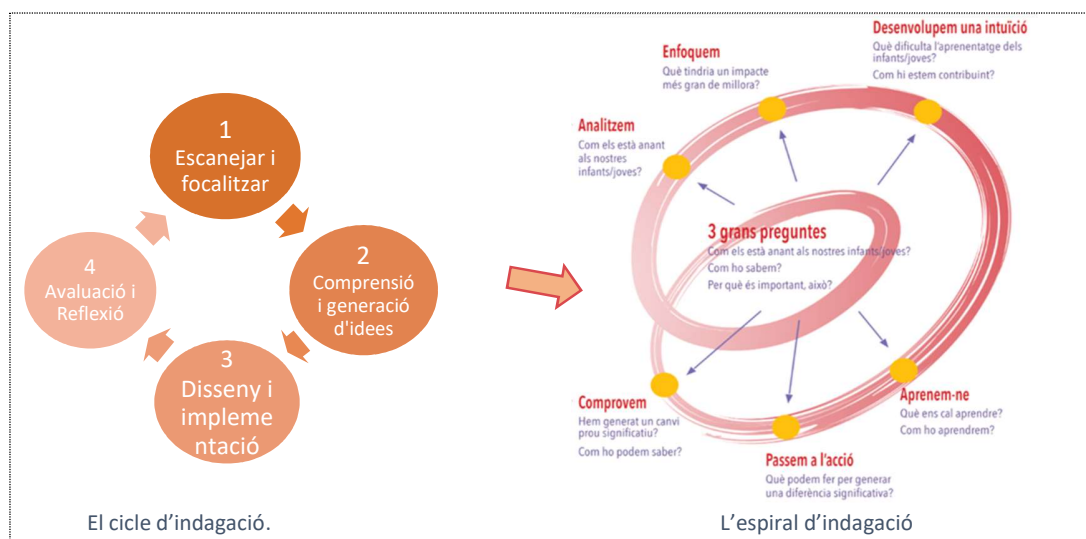 1
Escanejar i
focalitzar
2
Comprensió
i generació
d'idees
3
Disseny i
impleme
ntació
4
Avaluació i
Reflexió
El cicle d'indagació.
Analitzem
Com els està anant
als nostres
infants/joves?
Enfoquem
Què tindria un impacte
més gran de millora?
Desenvolupem una intuïció
Què dificulta l'aprenentatge dels
infants/joves?
Com hi estem contribuint?
3 grans preguntes
Com els està anant als nostres infants/joves?
Com ho sabem?
Per què és important, això?
Aprenem-ne
Què ens cal aprendre?
Com ho aprendrem?
Passem a l'acció
Què podem fer per generar
una diferència significativa?
Comprovem
Hem generat un canvi
prou significatiu?
Com ho podem saber?
L'espiral d'indagació